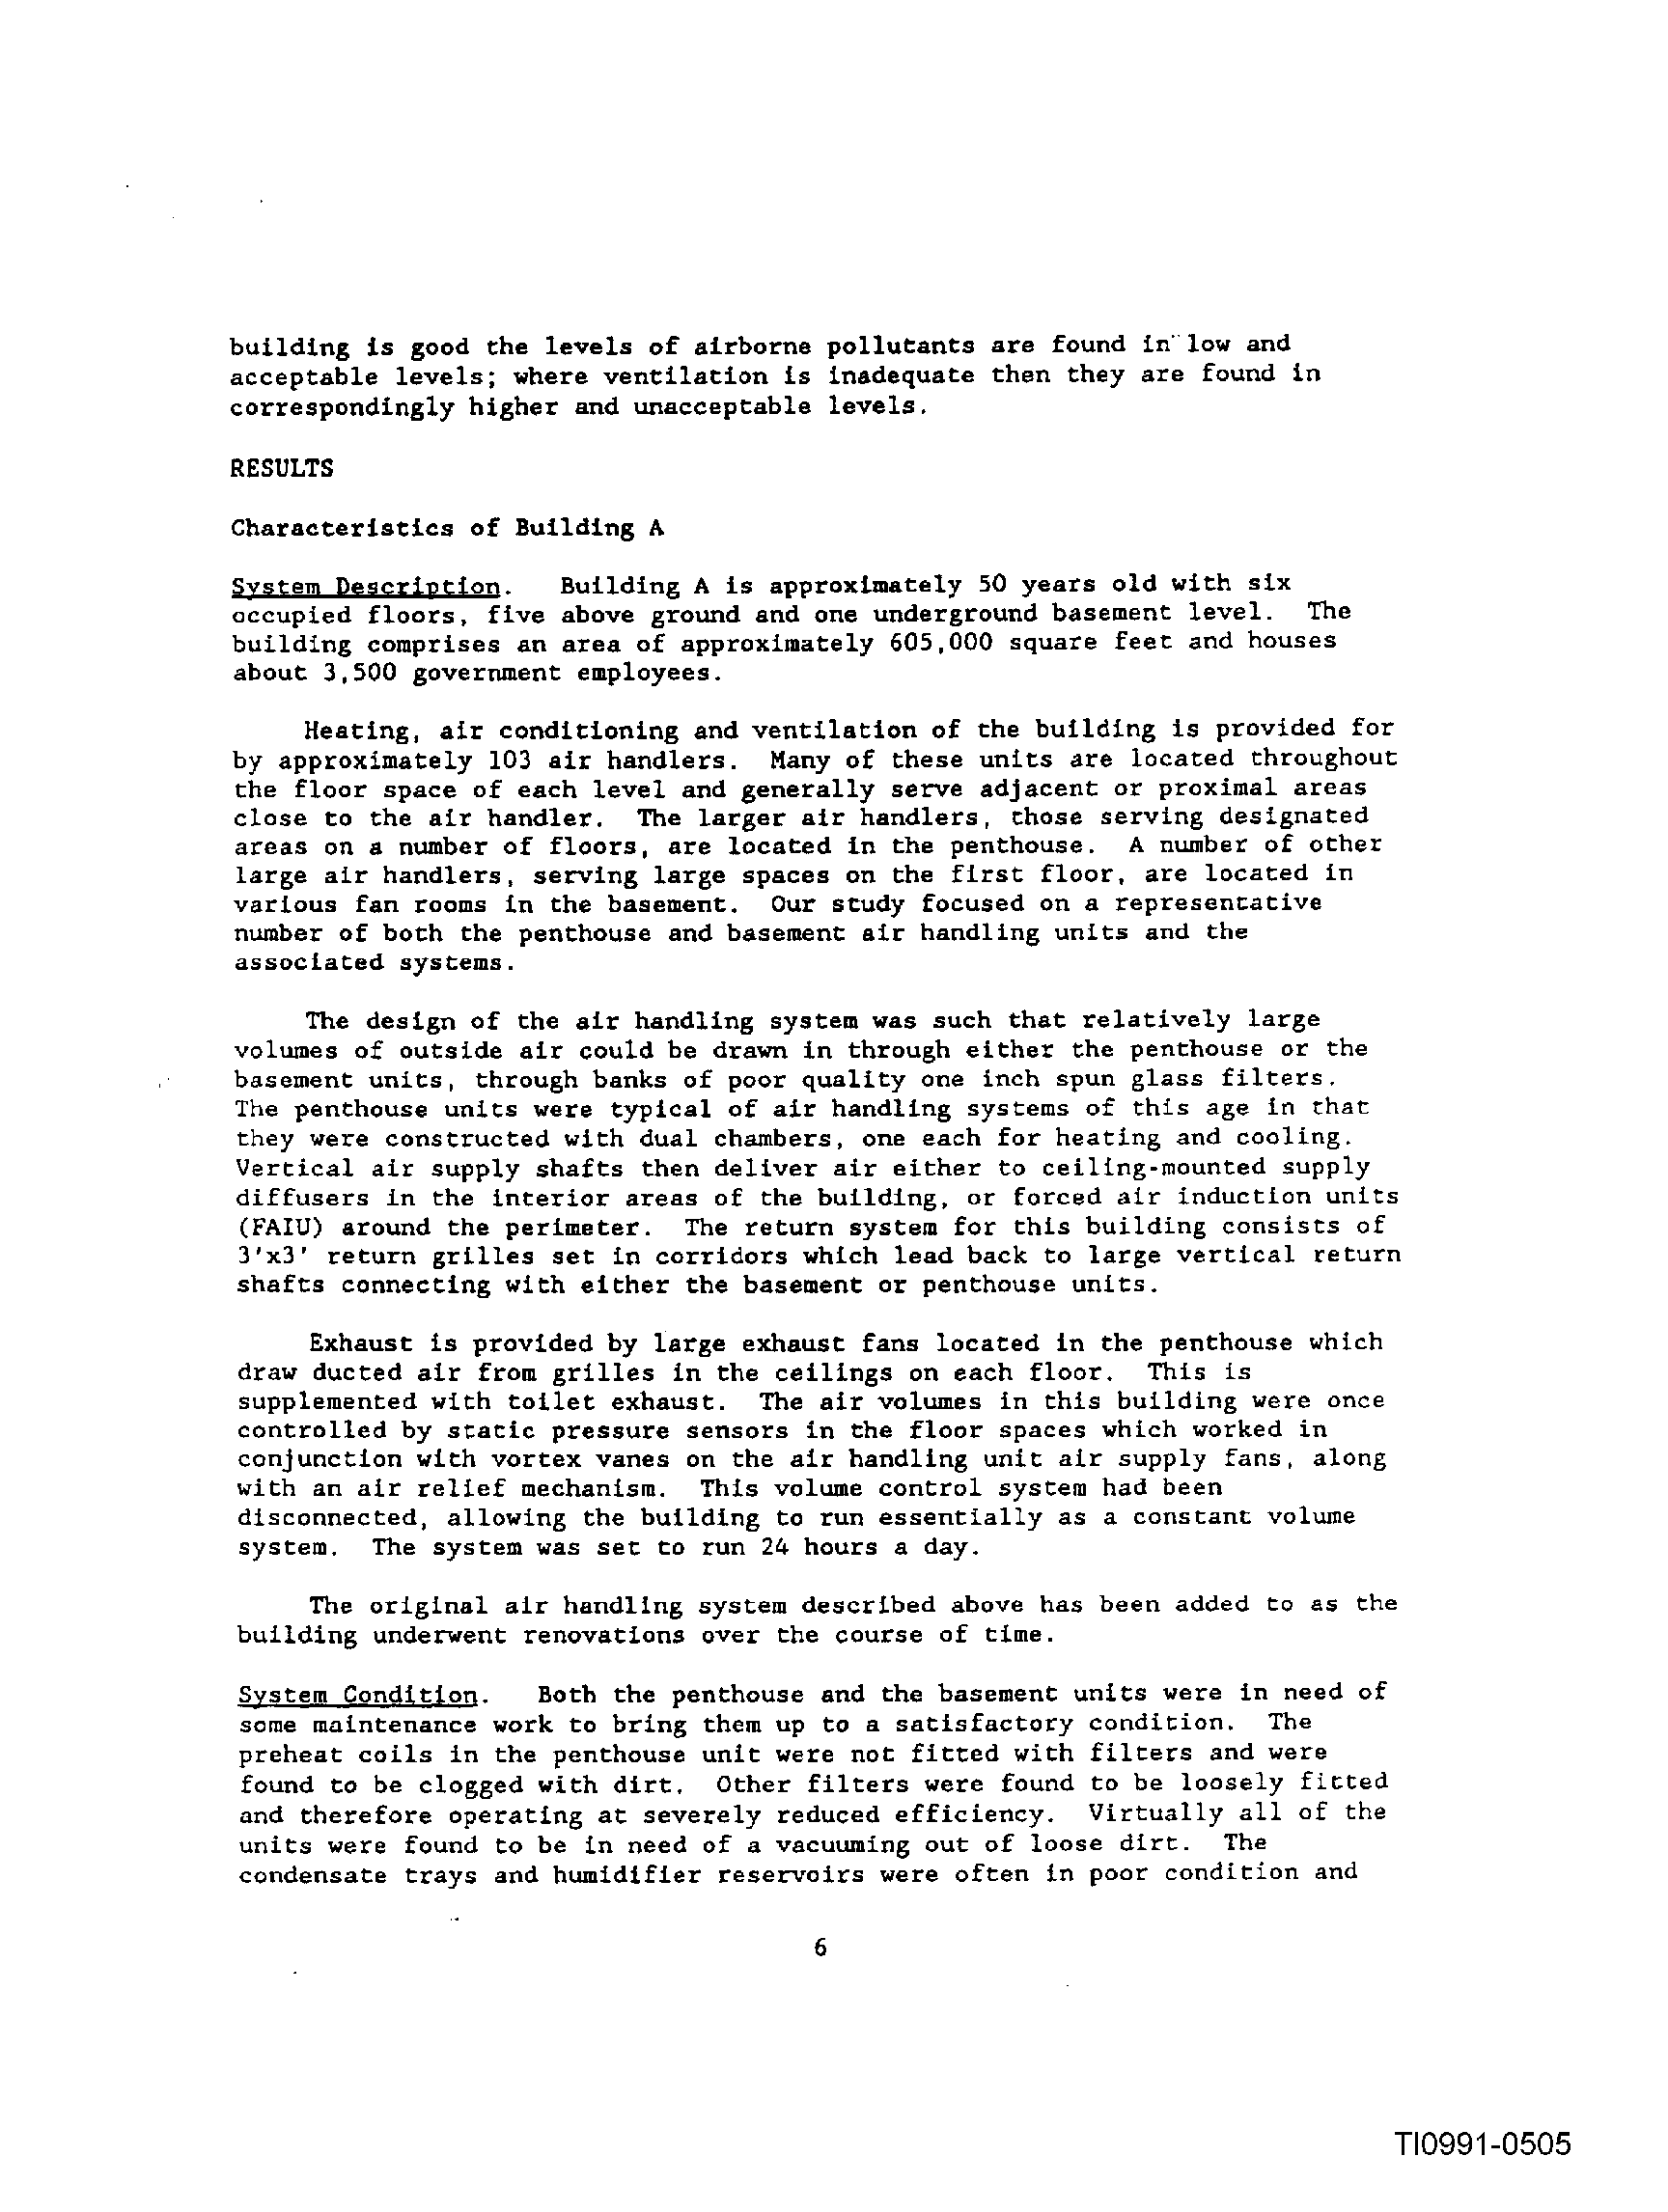 building is good the levels of airborne pollutants are found in low and
acceptable levels; where ventilation is inadequate then they are found in
correspondingly higher and unacceptable levels.
RESULTS
Characteristics of Building A
System Description. Building A is approximately 50 years old with six
occupied floors, five above ground and one underground basement level. The
building comprises an area of approximately 605,000 square feet and houses
about 3,500 government employees.
Heating, air conditioning and ventilation of the building is provided for
by approximately 103 air handlers. Many of these units are located throughout
the floor space of each level and generally serve adjacent or proximal areas
close to the air handler. The larger air handlers, those serving designated
areas on a number of floors, are located in the penthouse. A number of other
large air handlers, serving large spaces on the first floor, are located in
various fan rooms in the basement. Our study focused on a representative
number of both the penthouse and basement air handling units and the
associated systems.
The design of the air handling system was such that relatively large
volumes of outside air could be drawn in through either the penthouse or the
basement units, through banks of poor quality one inch spun glass filters.
The penthouse units were typical of air handling systems of this age in that
they were constructed with dual chambers, one each for heating and cooling.
Vertical air supply shafts then deliver air either to ceiling-mounted supply
diffusers in the interior areas of the building, or forced air induction units
(FAIU) around the perimeter. The return system for this building consists of
3'x3' return grilles set in corridors which lead back to large vertical return
shafts connecting with either the basement or penthouse units.
Exhaust is provided by large exhaust fans located in the penthouse which
draw ducted air from grilles in the ceilings on each floor. This is
supplemented with toilet exhaust. The air volumes in this building were once
controlled by static pressure sensors in the floor spaces which worked in
conjunction with vortex vanes on the air handling unit air supply fans, along
with an air relief mechanism. This volume control system had been
disconnected, allowing the building to run essentially as a constant volume
system. The system was set to run 24 hours a day.
The original air handling system described above has been added to as the
building underwent renovations over the course of time.
System Condition. Both the penthouse and the basement units were in need of
some maintenance work to bring them up to a satisfactory condition. The
preheat coils in the penthouse unit were not fitted with filters and were
found to be clogged with dirt. Other filters were found to be loosely fitted
and therefore operating at severely reduced efficiency. Virtually all of the
units were found to be in need of a vacuuming out of loose dirt. The
condensate trays and humidifier reservoirs were often in poor condition and
6
TI0991-0505